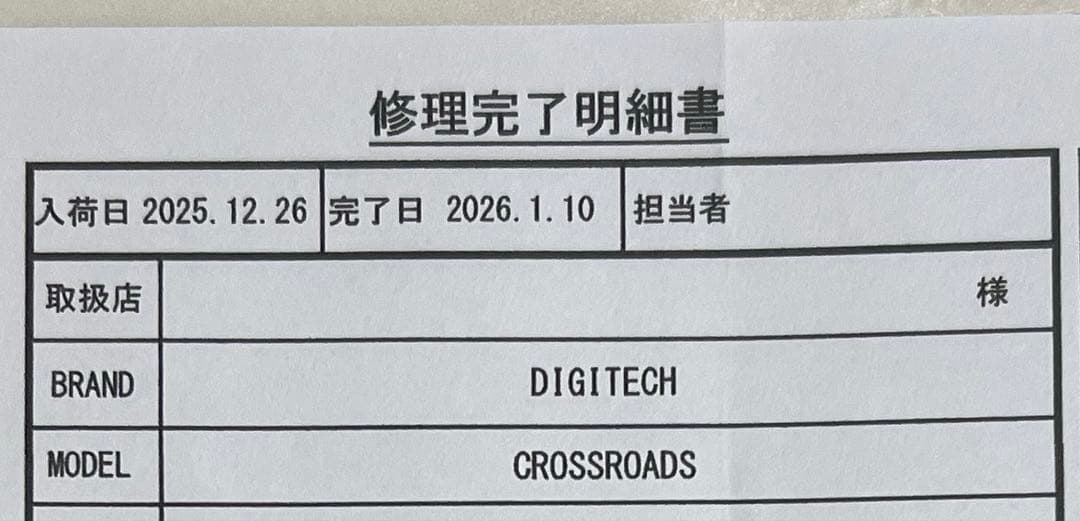 修理完了明細書
入荷日 2025.12.26 完了日 2026.1.10 担当者
取扱店 様
BRAND DIGITECH
MODEL CROSSROADS